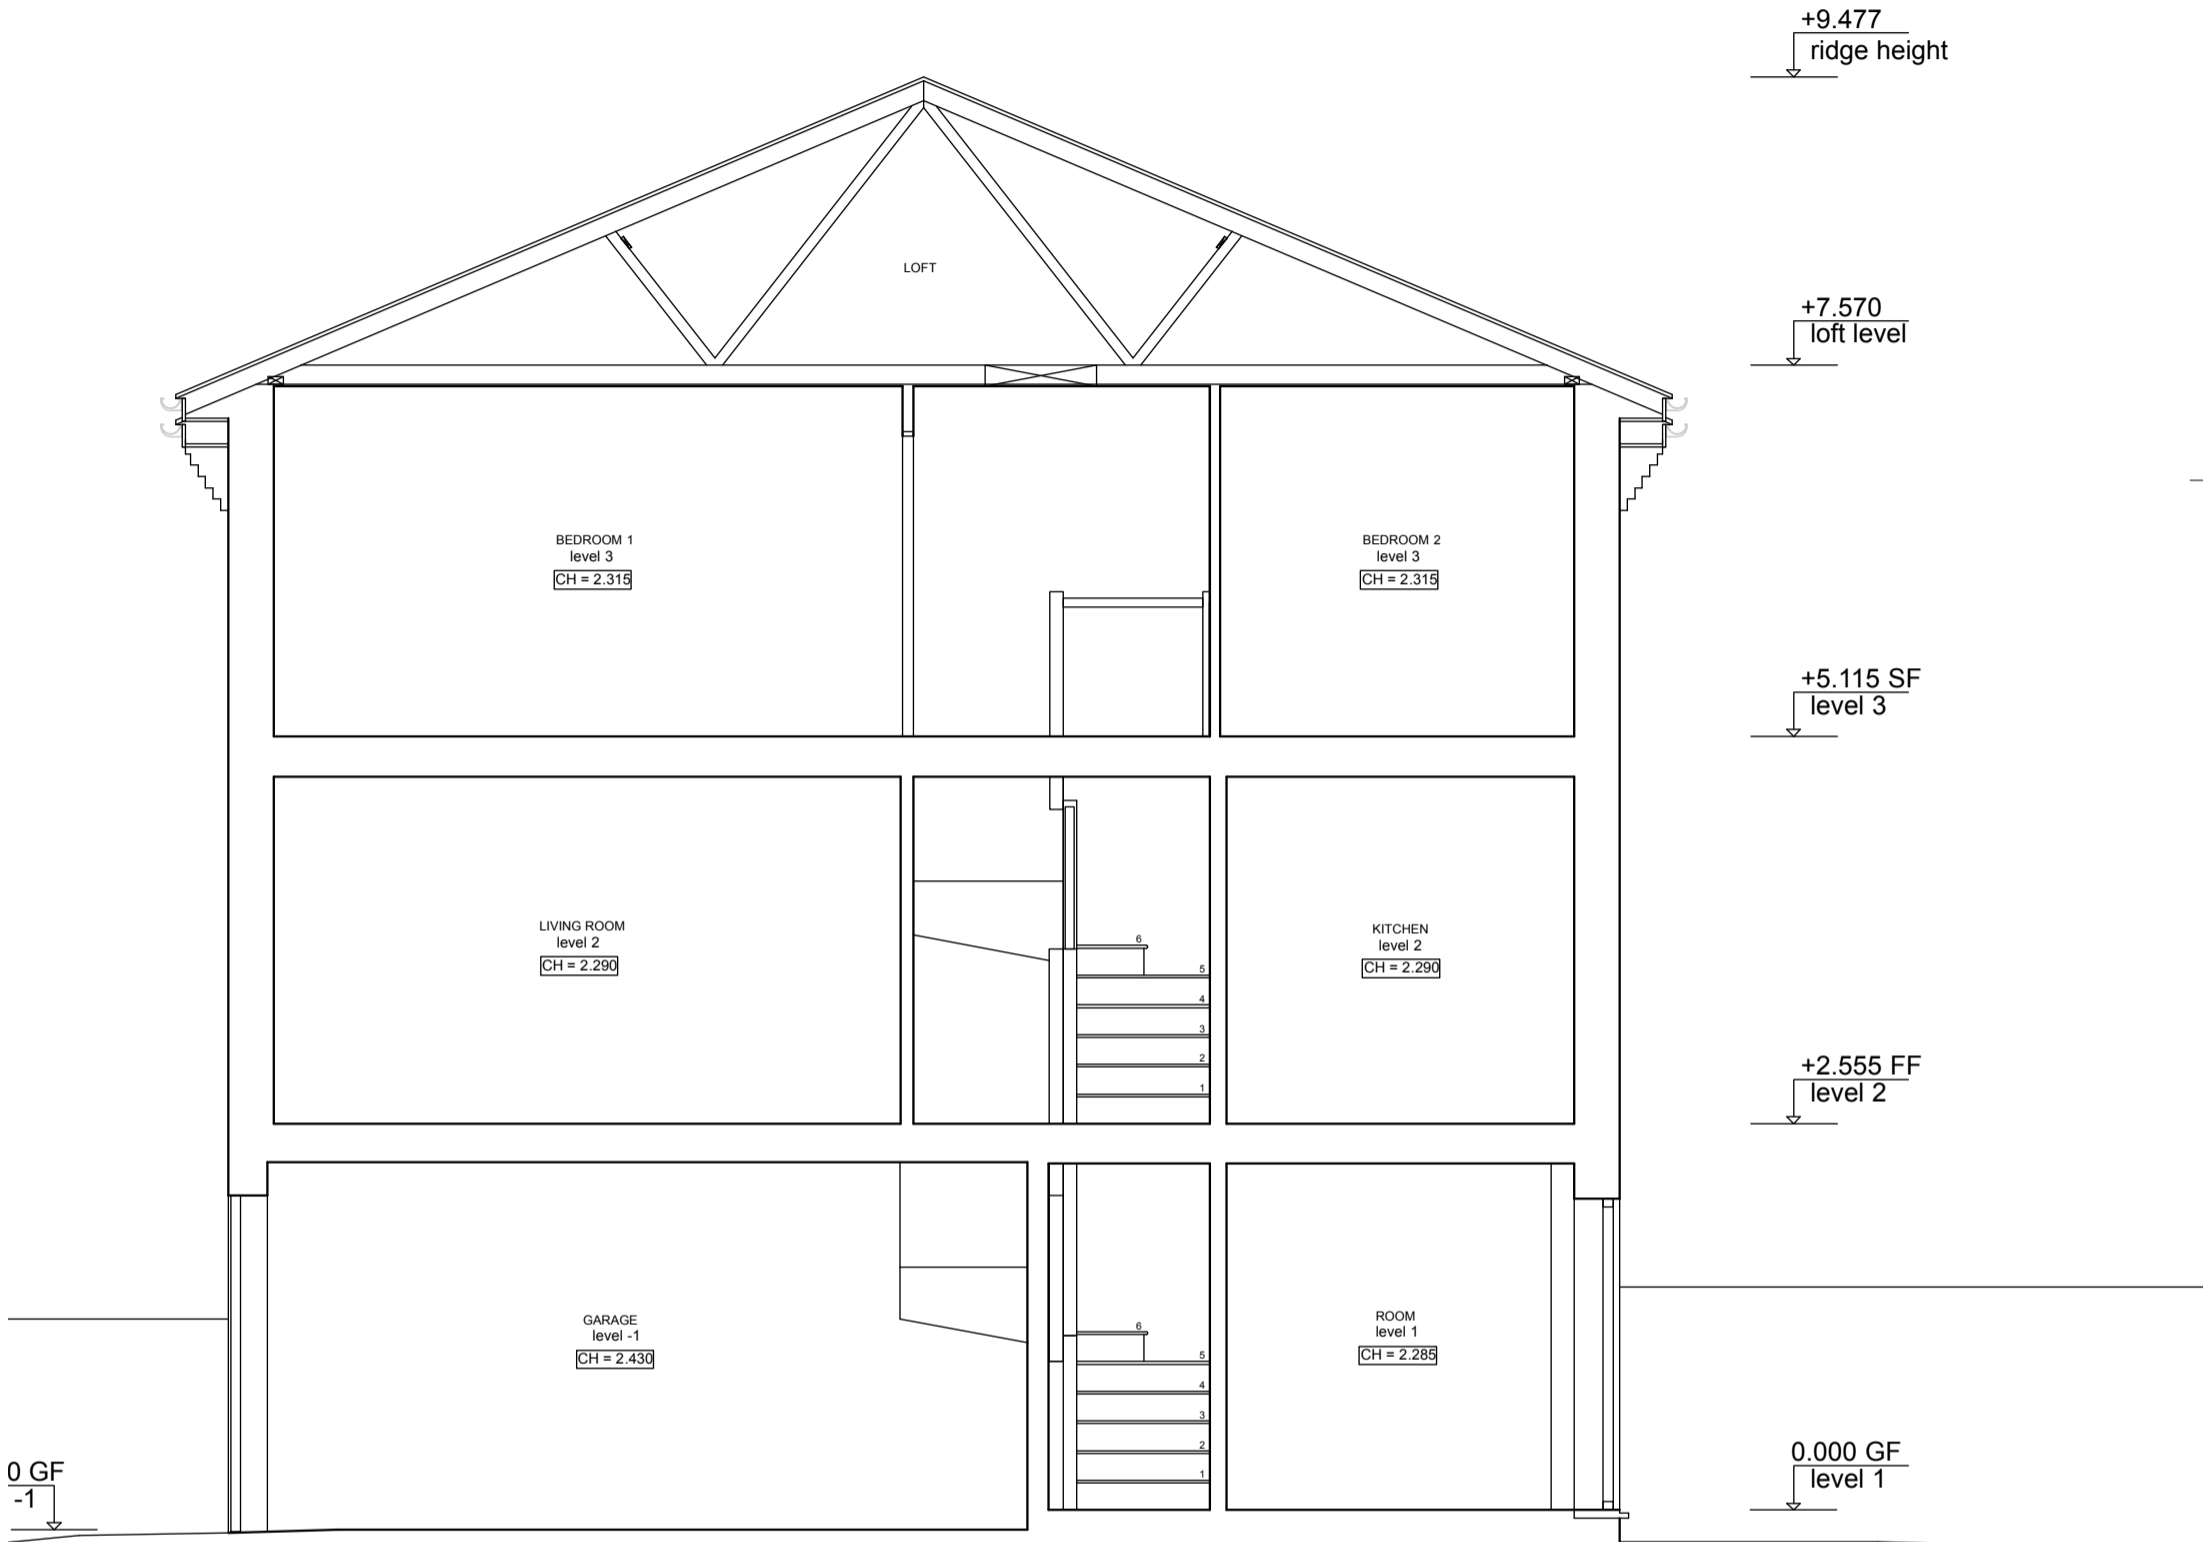 +9.477
ridge height
LOFT
+7.570
loft level
BEDROOM 1
level 3
CH = 2.315
BEDROOM 2
level 3
CH = 2.315
+5.115 SF
level 3
LIVING ROOM
level 2
CH = 2.290
6
5
4
3
2
1
KITCHEN
level 2
CH = 2.290
+2.555 FF
level 2
GARAGE
level -1
CH = 2.430
6
5
4
3
2
1
ROOM
level 1
CH = 2.285
0 GF
-1
0.000 GF
level 1